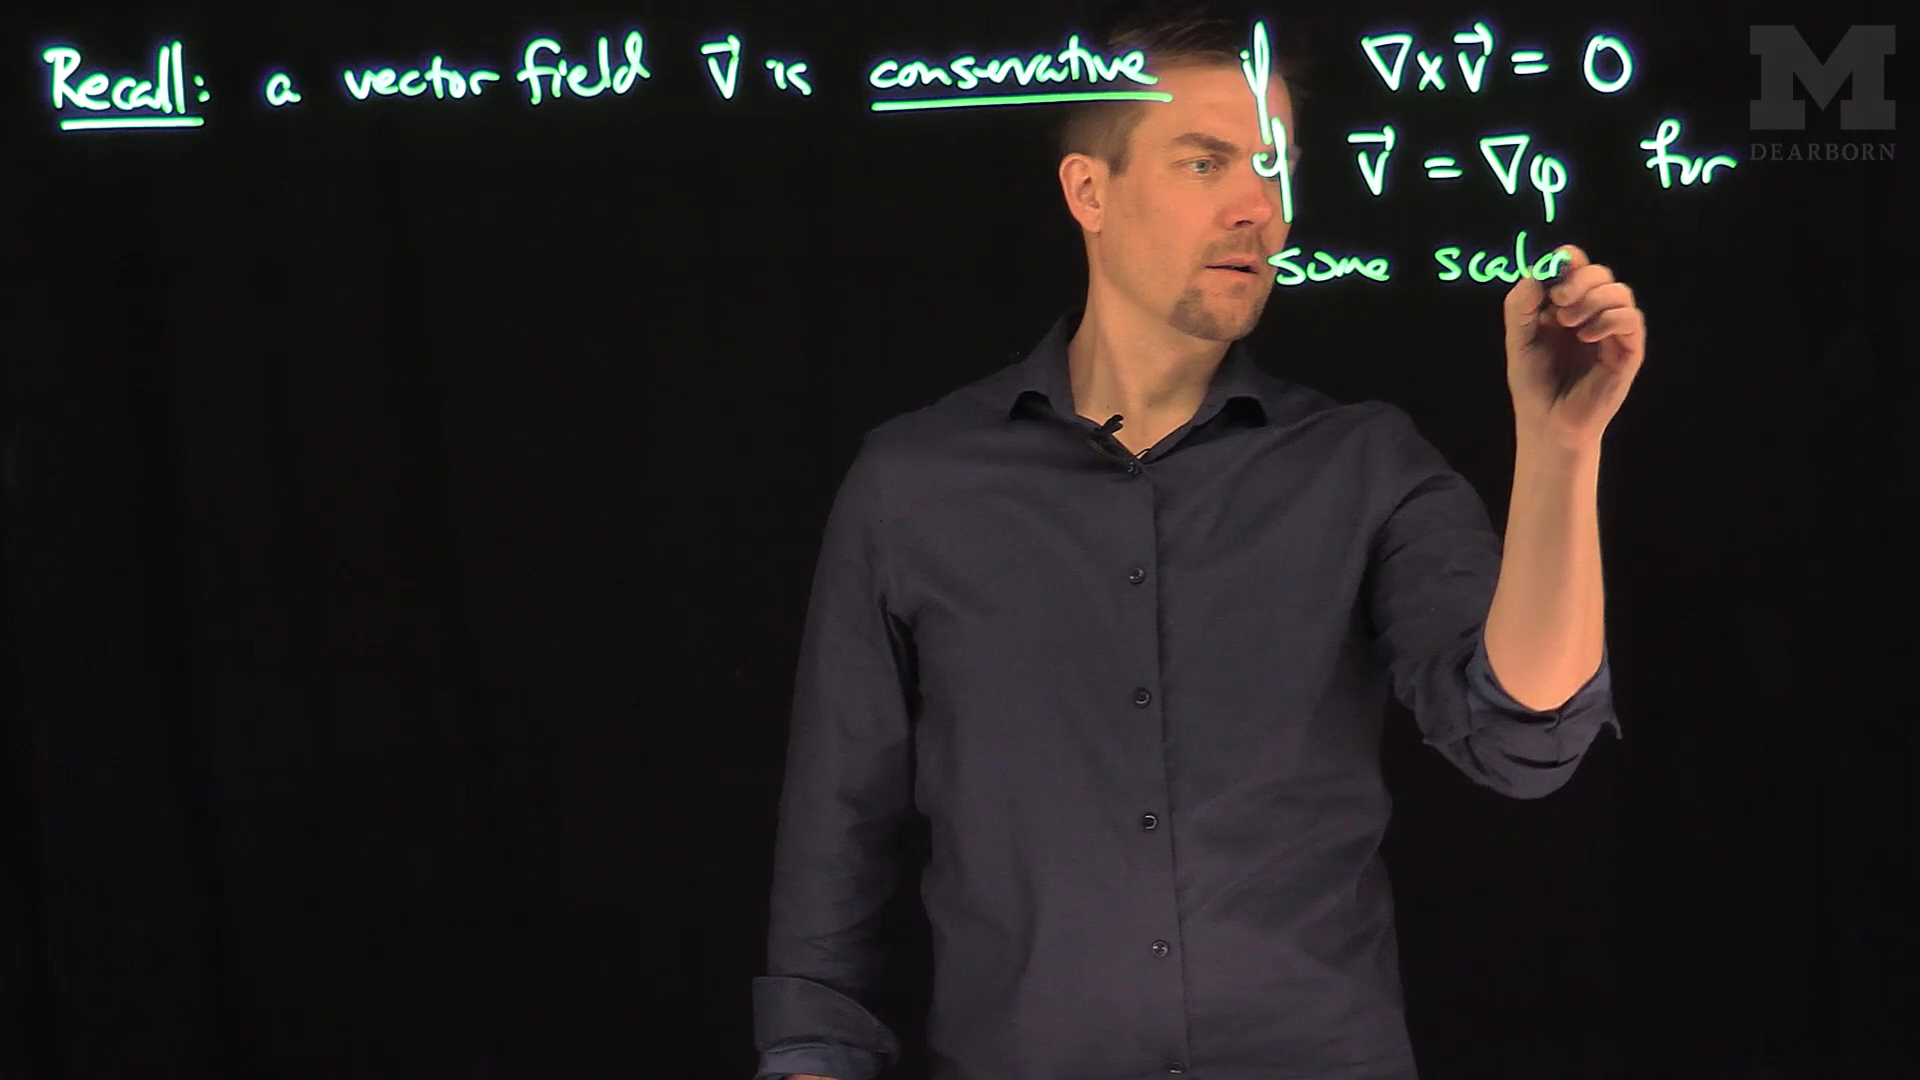 Recall: a vector field v⃗ is conservative if ∇×v⃗ = 0
if v⃗ = ∇φ for
some scalar
M
DEARBORN